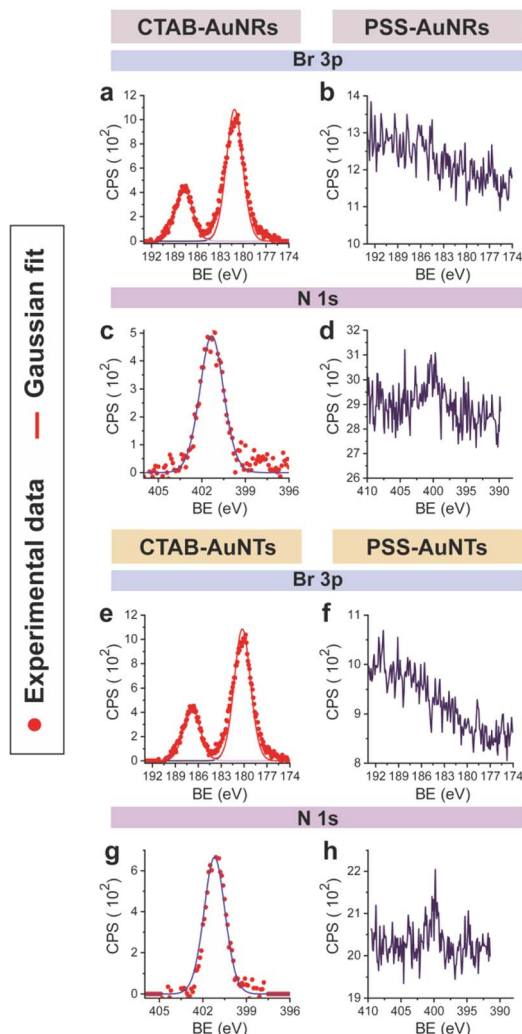 CTAB-AuNRs PSS-AuNRs
Br 3p
a b
CPS ( 10²)
12
10
8
6
4
2
0
192 189 186 183 180 177 174
BE (eV)
CPS ( 10²)
14
13
12
11
10
192 189 186 183 180 177 174
BE (eV)
N 1s
c d
CPS ( 10²)
5
4
3
2
1
0
405 402 399 396
BE (eV)
CPS ( 10²)
31
30
29
28
27
26
410 405 400 395 390
BE (eV)
CTAB-AuNTs PSS-AuNTs
Br 3p
e f
CPS ( 10²)
12
10
8
6
4
2
0
192 189 186 183 180 177 174
BE (eV)
CPS ( 10²)
11
10
9
8
192 189 186 183 180 177 174
BE (eV)
N 1s
g h
CPS ( 10²)
6
4
2
0
405 402 399 396
BE (eV)
CPS ( 10²)
23
22
21
20
19
410 405 400 395 390
BE (eV)
Experimental data Gaussian fit